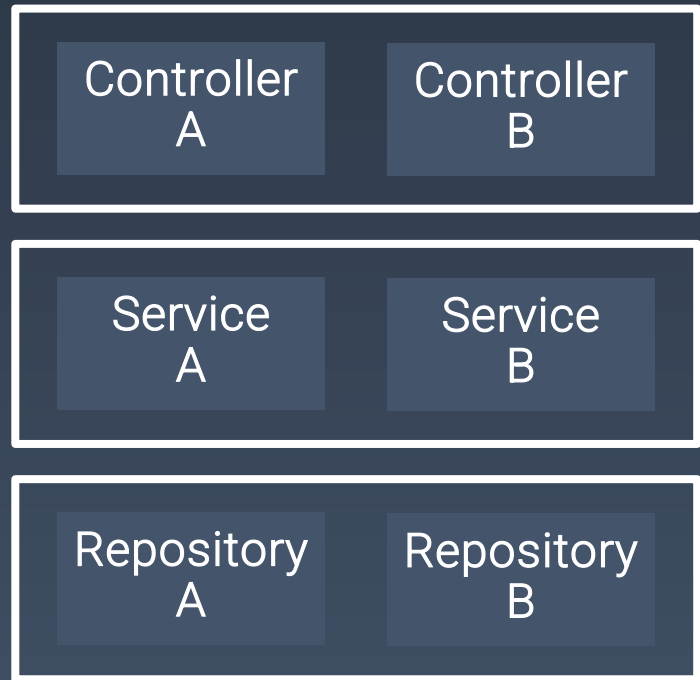 Controller
A
Controller
B
Service
A
Service
B
Repository
A
Repository
B